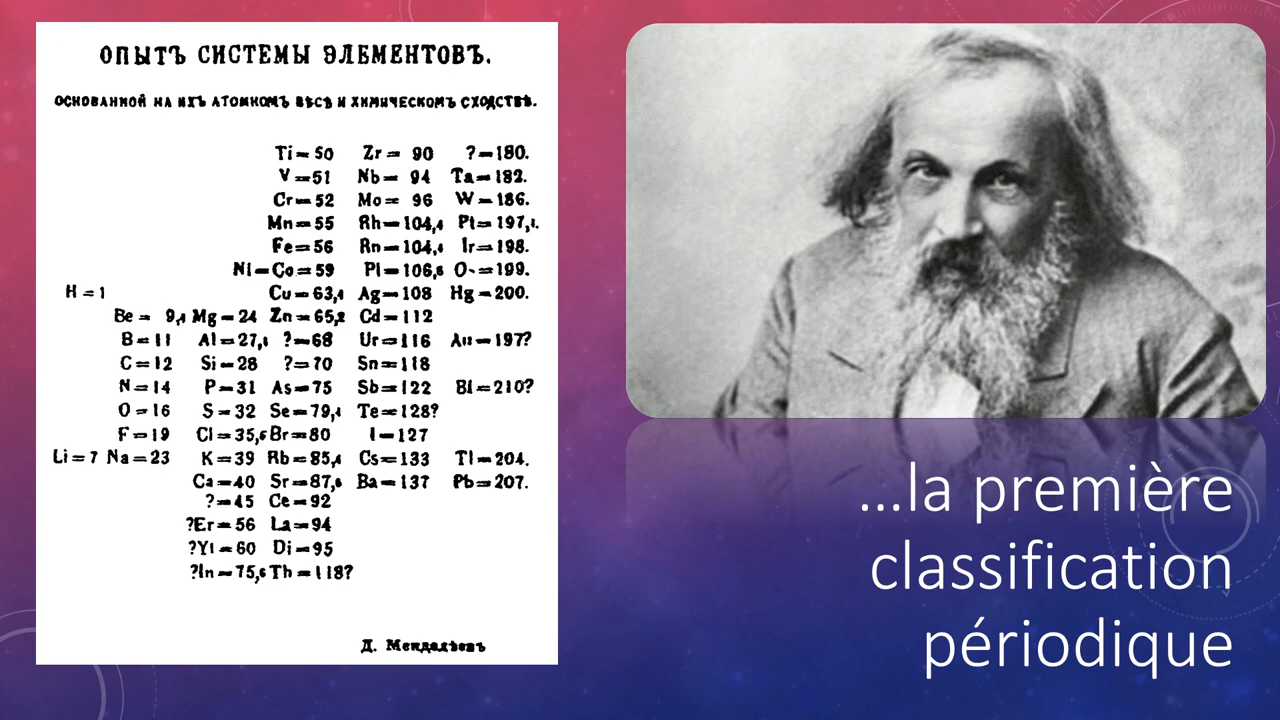 ОПЫТЪ СИСТЕМЫ ЭЛЕМЕНТОВЪ.
ОСНОВАННОЙ НА ИХЪ АТОМНОМЪ ВѢСѢ И ХИМИЧЕСКОМЪ СХОДСТВѢ.
Ti=50 Zr= 90 ?=180.
V=51 Nb= 94 Ta=182.
Cr=52 Mo= 96 W=186.
Mn=55 Rh=104,4 Pt=197,1.
Fe=56 Rn=104,4 Ir=198.
Ni=Co=59 Pl=106,6 O-=199.
H=1 Cu=63,4 Ag=108 Hg=200.
Be= 9,4 Mg=24 Zn=65,2 Cd=112
B=11 Al=27,1 ?=68 Ur=116 Au=197?
C=12 Si=28 ?=70 Sn=118
N=14 P=31 As=75 Sb=122 Bi=210?
O=16 S=32 Se=79,4 Te=128?
F=19 Cl=35,5 Br=80 I=127
Li=7 Na=23 K=39 Rb=85,4 Cs=133 Tl=204.
Ca=40 Sr=87,6 Ba=137 Pb=207.
?=45 Ce=92
?Er=56 La=94
?Yt=60 Di=95
?In=75,6 Th=118?
Д. Менделѣевъ
...la première
classification
périodique